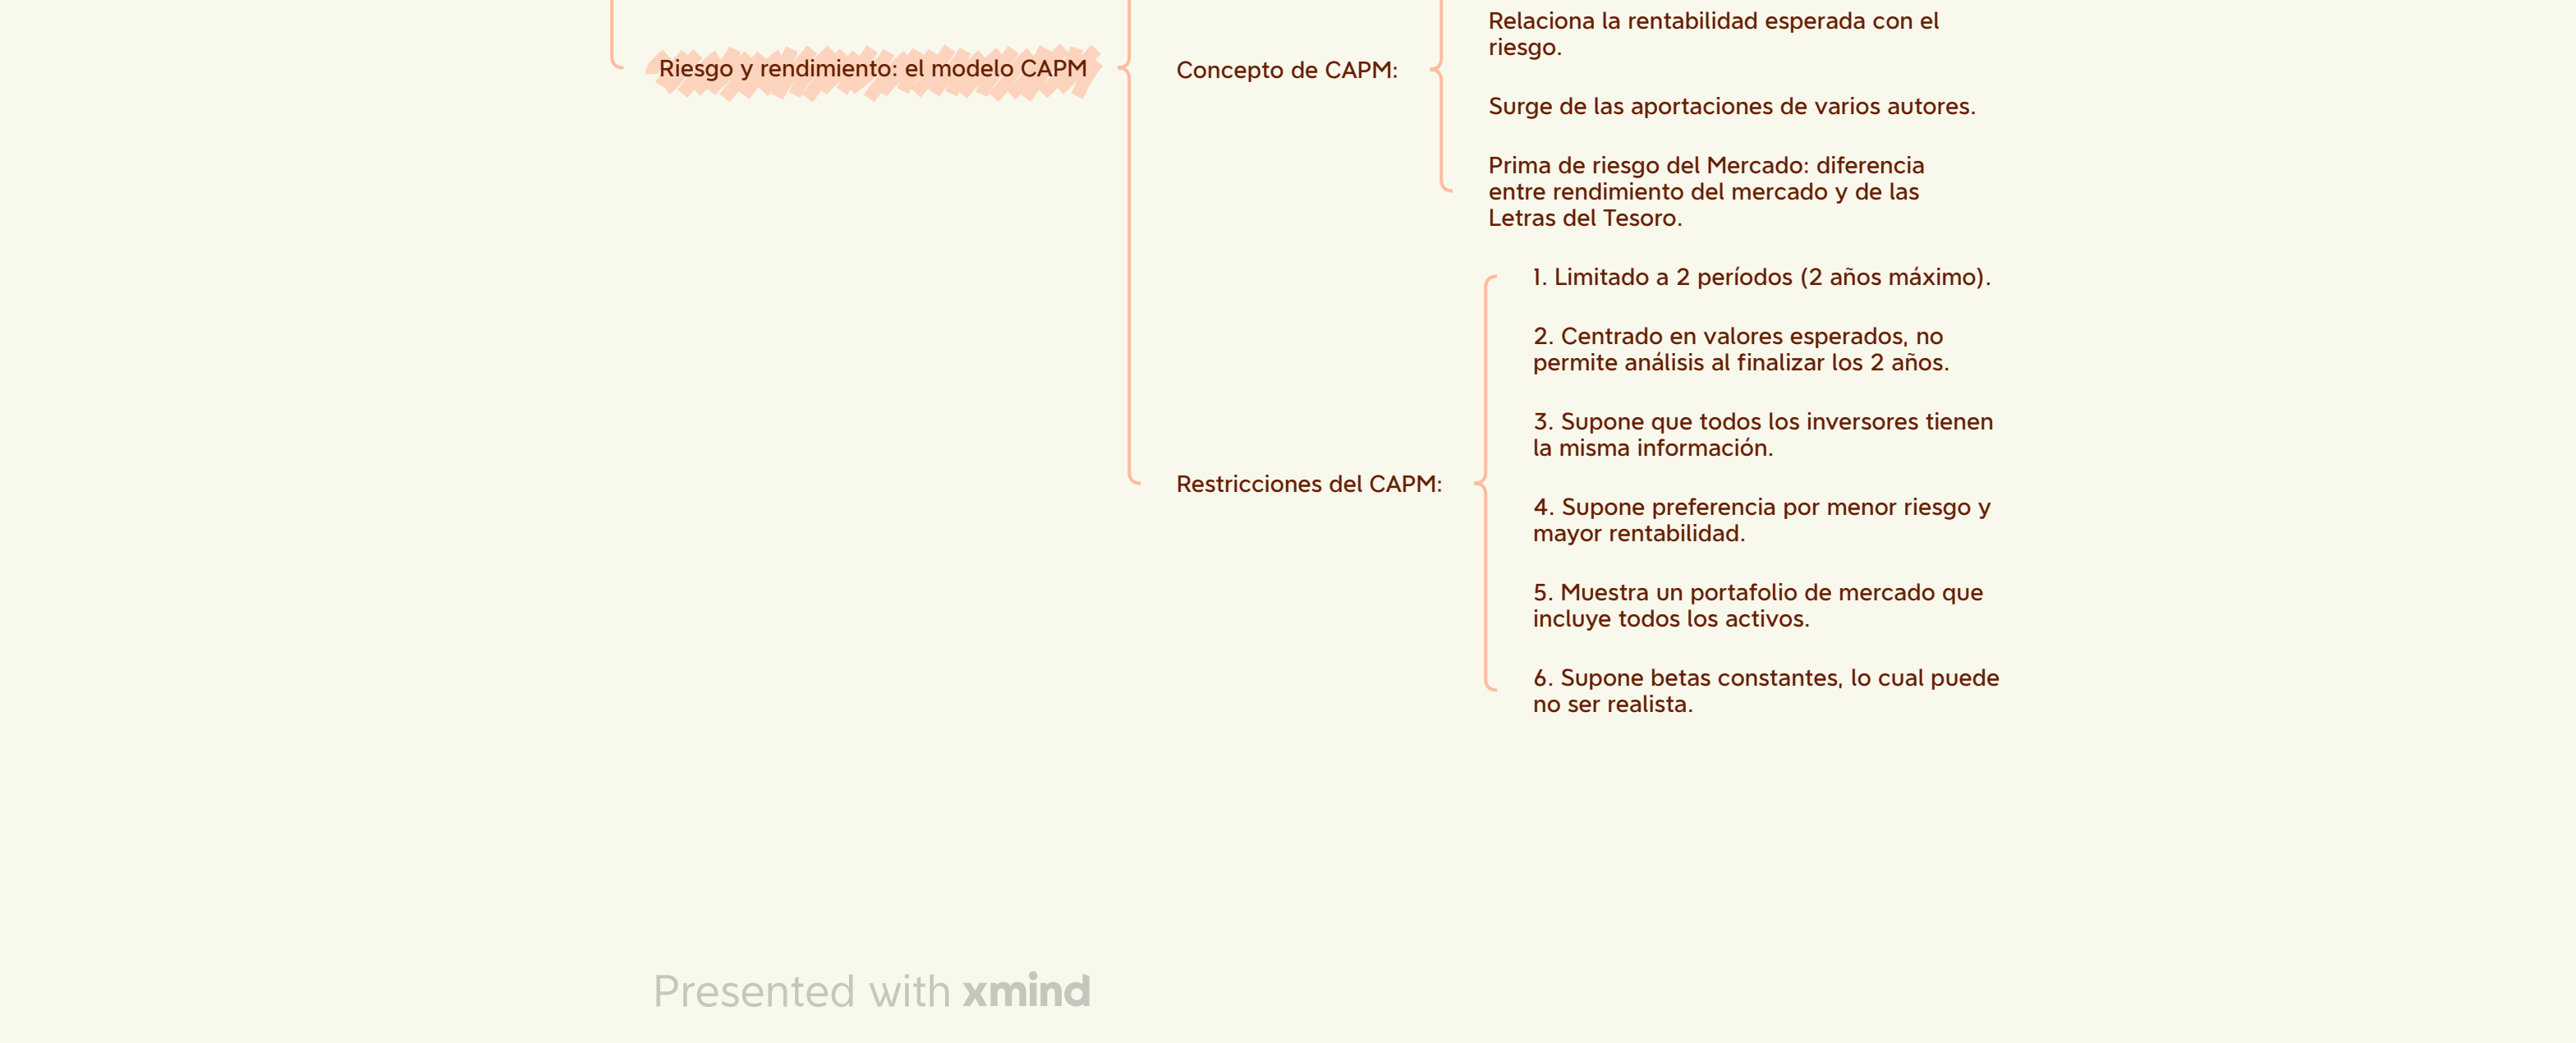 Riesgo y rendimiento: el modelo CAPM
Concepto de CAPM:
Relaciona la rentabilidad esperada con el
riesgo.
Surge de las aportaciones de varios autores.
Prima de riesgo del Mercado: diferencia
entre rendimiento del mercado y de las
Letras del Tesoro.
Restricciones del CAPM:
1. Limitado a 2 períodos (2 años máximo).
2. Centrado en valores esperados, no
permite análisis al finalizar los 2 años.
3. Supone que todos los inversores tienen
la misma información.
4. Supone preferencia por menor riesgo y
mayor rentabilidad.
5. Muestra un portafolio de mercado que
incluye todos los activos.
6. Supone betas constantes, lo cual puede
no ser realista.
Presented with xmind